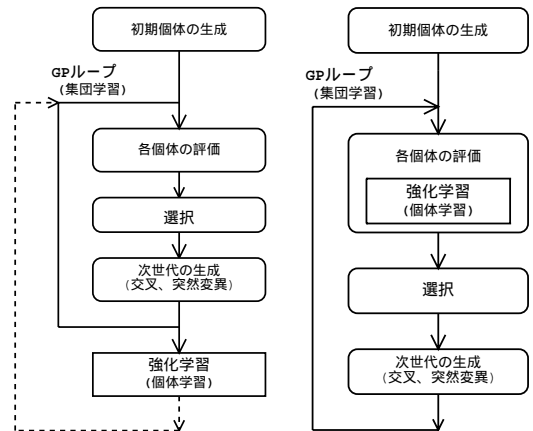 初期個体の生成
GPループ
(集団学習)
各個体の評価
選択
次世代の生成
(交叉、突然変異)
強化学習
(個体学習)
初期個体の生成
GPループ
(集団学習)
各個体の評価
強化学習
(個体学習)
選択
次世代の生成
(交叉、突然変異)